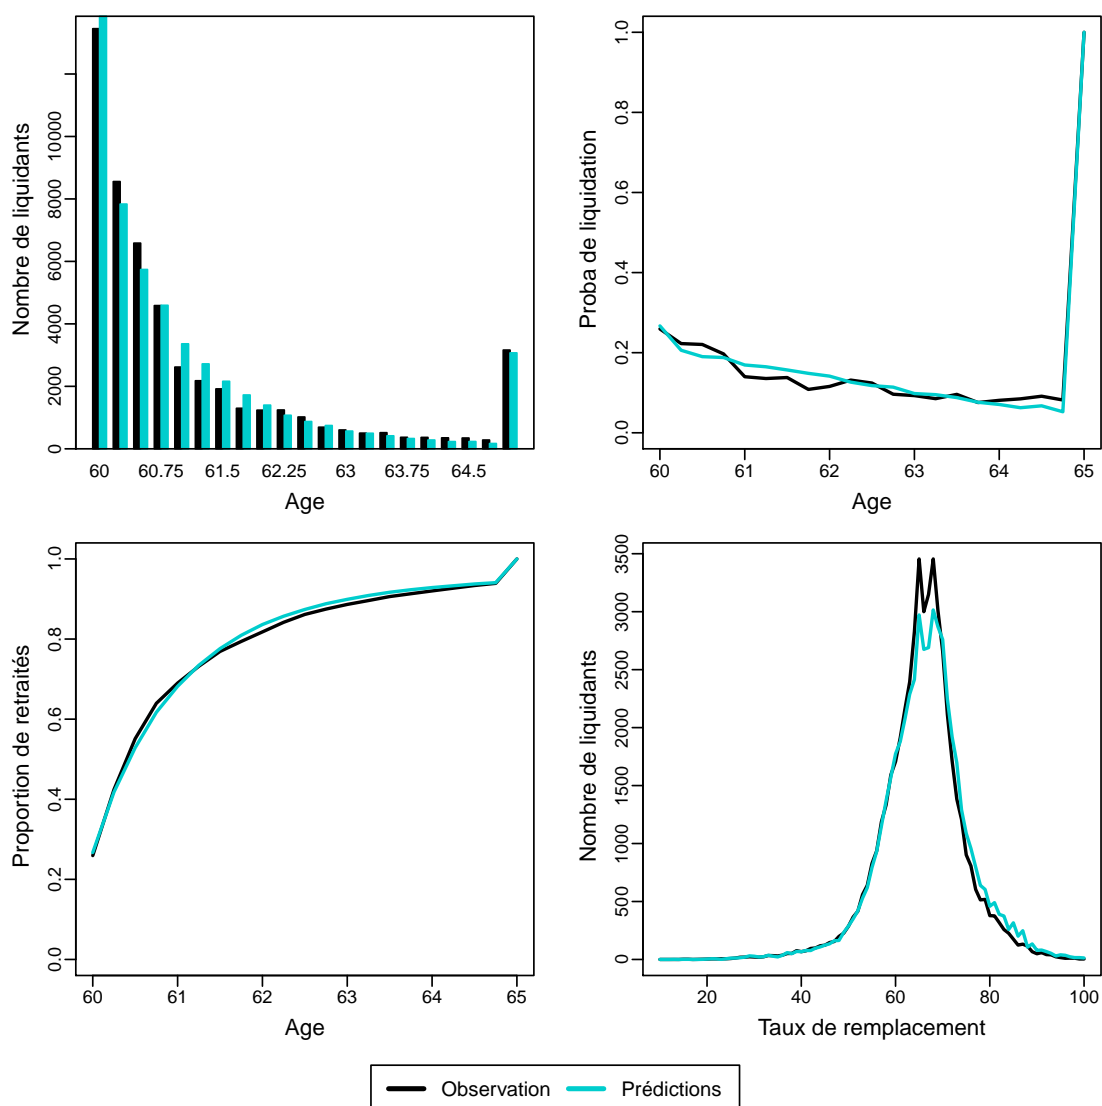 Nombre de liquidants
0
2000
4000
6000
8000
10000
60 60.75 61.5 62.25 63 63.75 64.5
Age
Proba de liquidation
0.0
0.2
0.4
0.6
0.8
1.0
60 61 62 63 64 65
Age
Proportion de retraités
0.0
0.2
0.4
0.6
0.8
1.0
60 61 62 63 64 65
Age
Nombre de liquidants
0
500
1000
1500
2000
2500
3000
3500
20 40 60 80 100
Taux de remplacement
Observation Prédictions